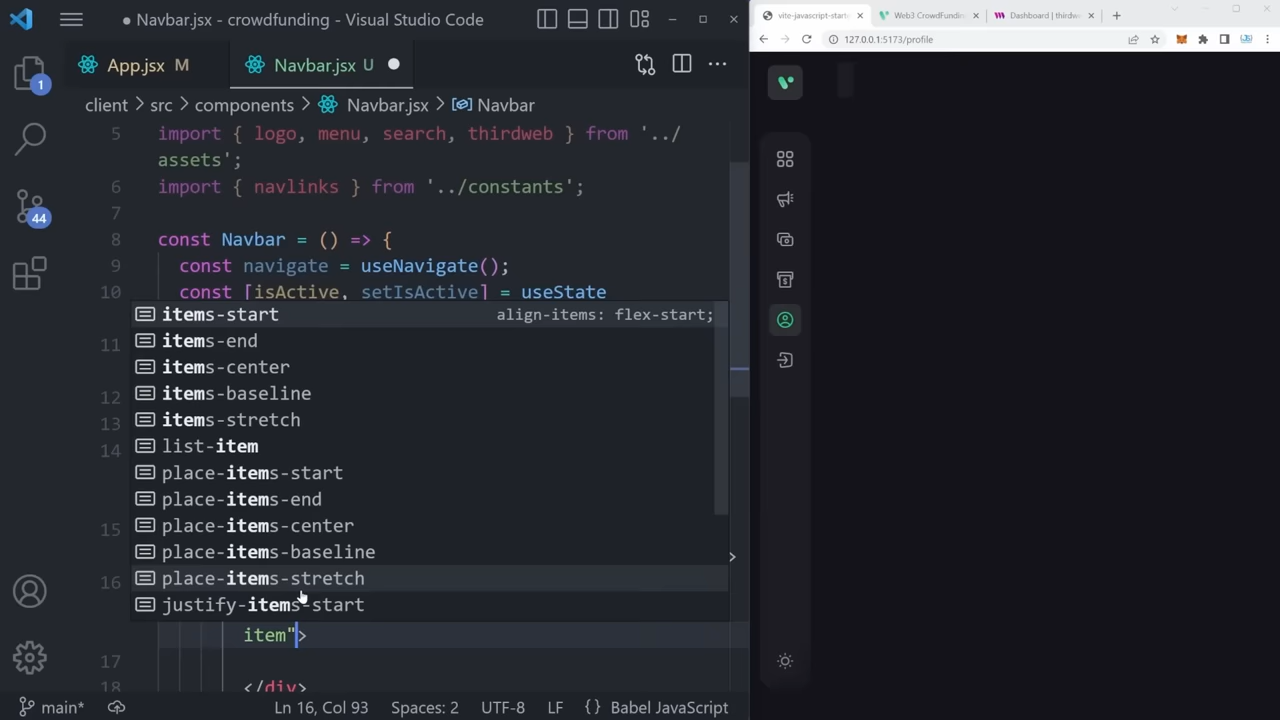 Navbar.jsx - crowdfunding - Visual Studio Code
App.jsx M
Navbar.jsx U
client > src > components > Navbar.jsx > Navbar
5 import { logo, menu, search, thirdweb } from '../
assets';
6 import { navlinks } from '../constants';
7
8 const Navbar = () => {
9 const navigate = useNavigate();
10 const [isActive, setIsActive] = useState
items-start align-items: flex-start;
items-end
11
items-center
items-baseline
12
items-stretch
13
list-item
14
place-items-start
place-items-end
place-items-center
15
place-items-baseline
place-items-stretch
16
justify-items-start
item">
17
18 </div>
main* Ln 16, Col 93 Spaces: 2 UTF-8 LF {} Babel JavaScript
1
44
vite-javascript-starte
Web3 CrowdFundin
Dashboard | thirdwe
127.0.0.1:5173/profile